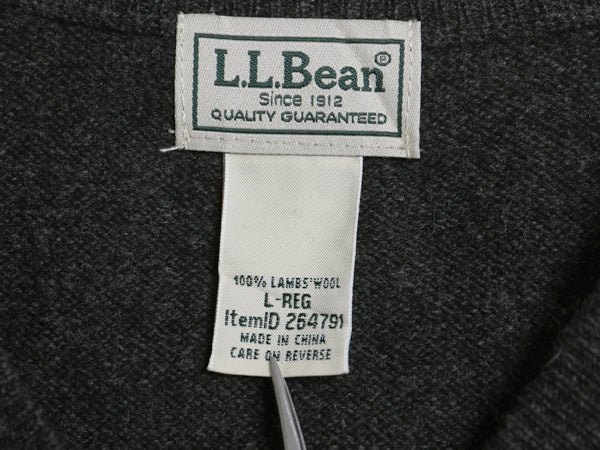 L.L.Bean®
Since 1912
QUALITY GUARANTEED
100% LAMBS'WOOL
L-REG
ItemID 264791
MADE IN CHINA
CARE ON REVERSE